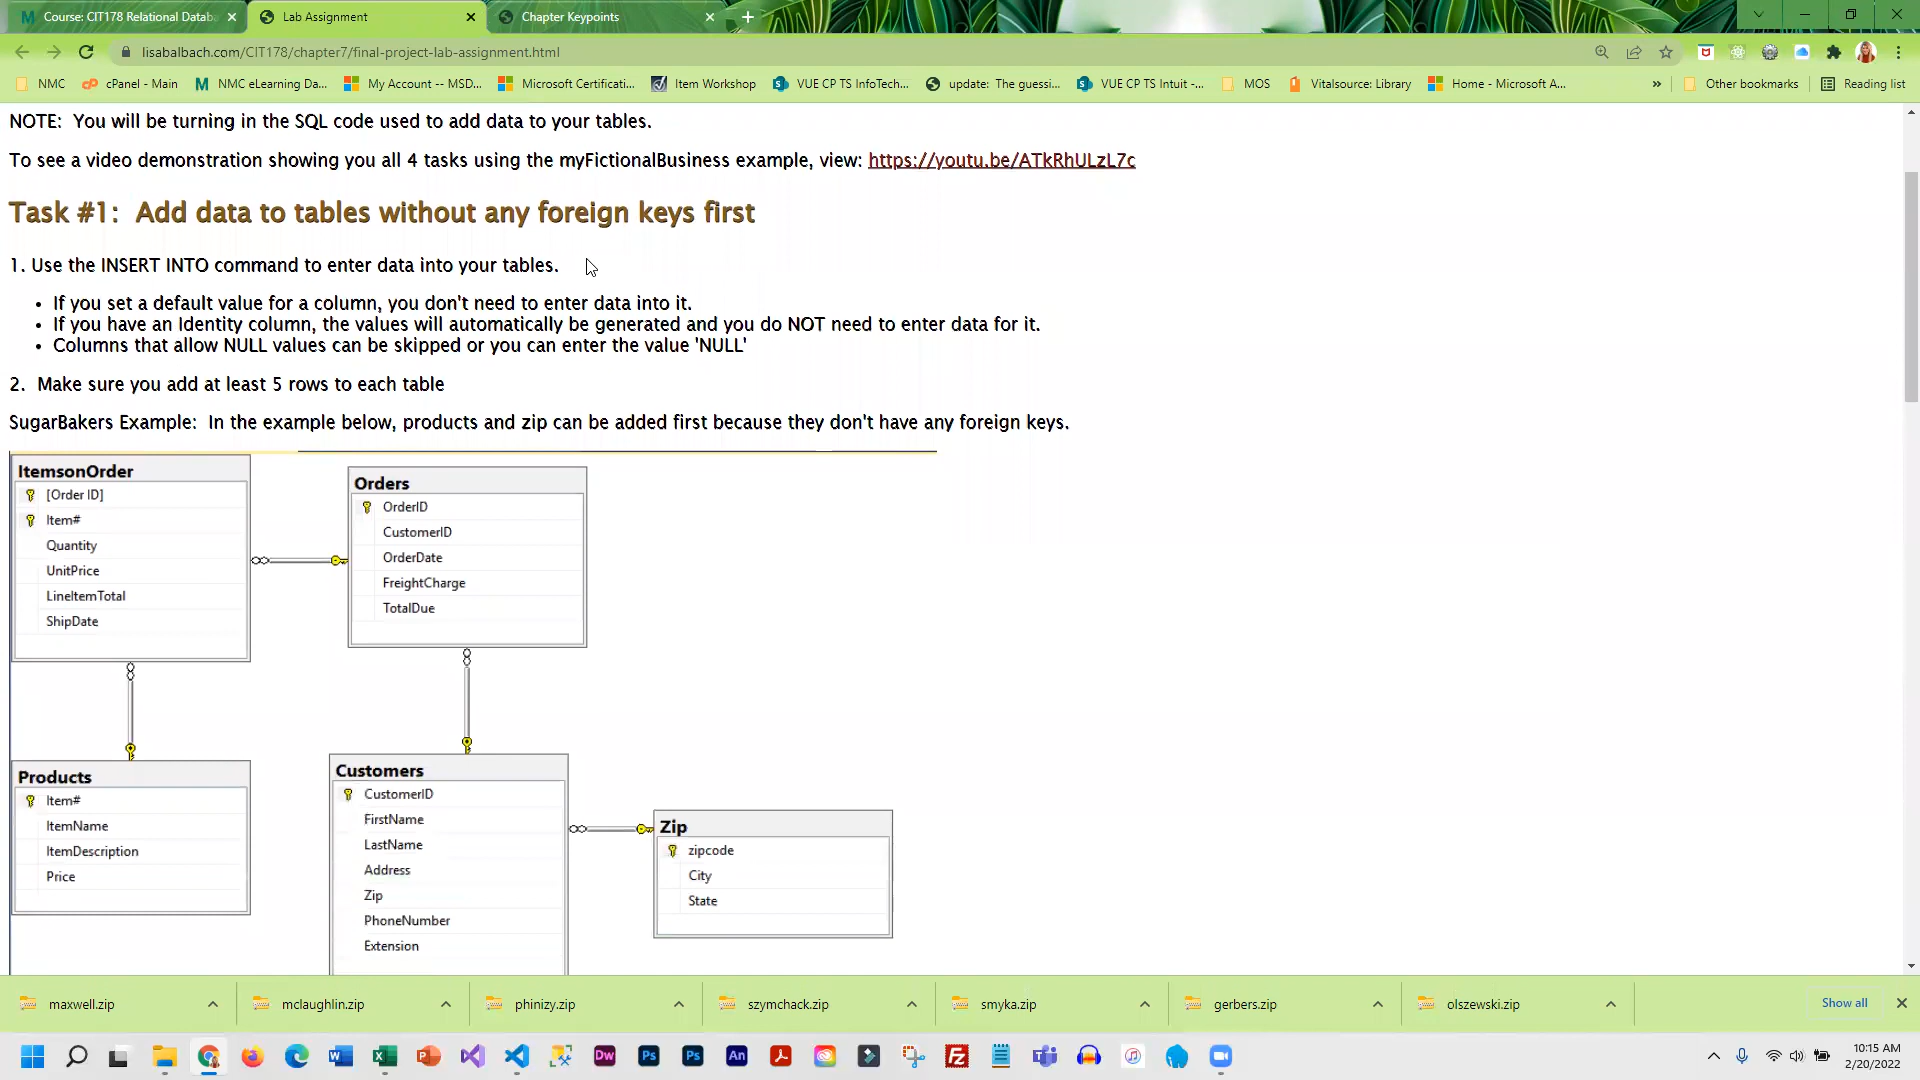 Course: CIT178 Relational Databa
Lab Assignment
Chapter Keypoints
lisabalbach.com/CIT178/chapter7/final-project-lab-assignment.html
NMC
cPanel - Main
NMC eLearning Da...
My Account -- MSD...
Microsoft Certificati...
Item Workshop
VUE CP TS InfoTech...
update: The guessi...
VUE CP TS Intuit -...
MOS
Vitalsource: Library
Home - Microsoft A...
»
Other bookmarks
Reading list
NOTE: You will be turning in the SQL code used to add data to your tables.
To see a video demonstration showing you all 4 tasks using the myFictionalBusiness example, view: https://youtu.be/ATkRhULzL7c
Task #1: Add data to tables without any foreign keys first
1. Use the INSERT INTO command to enter data into your tables.
• If you set a default value for a column, you don't need to enter data into it.
• If you have an Identity column, the values will automatically be generated and you do NOT need to enter data for it.
• Columns that allow NULL values can be skipped or you can enter the value 'NULL'
2. Make sure you add at least 5 rows to each table
SugarBakers Example: In the example below, products and zip can be added first because they don't have any foreign keys.
ItemsonOrder
[Order ID]
Item#
Quantity
UnitPrice
LineItemTotal
ShipDate
Orders
OrderID
CustomerID
OrderDate
FreightCharge
TotalDue
Products
Item#
ItemName
ItemDescription
Price
Customers
CustomerID
FirstName
LastName
Address
Zip
PhoneNumber
Extension
Zip
zipcode
City
State
maxwell.zip
mclaughlin.zip
phinizy.zip
szymchack.zip
smyka.zip
gerbers.zip
olszewski.zip
Show all
Dw
Ps
Ps
An
10:15 AM
2/20/2022